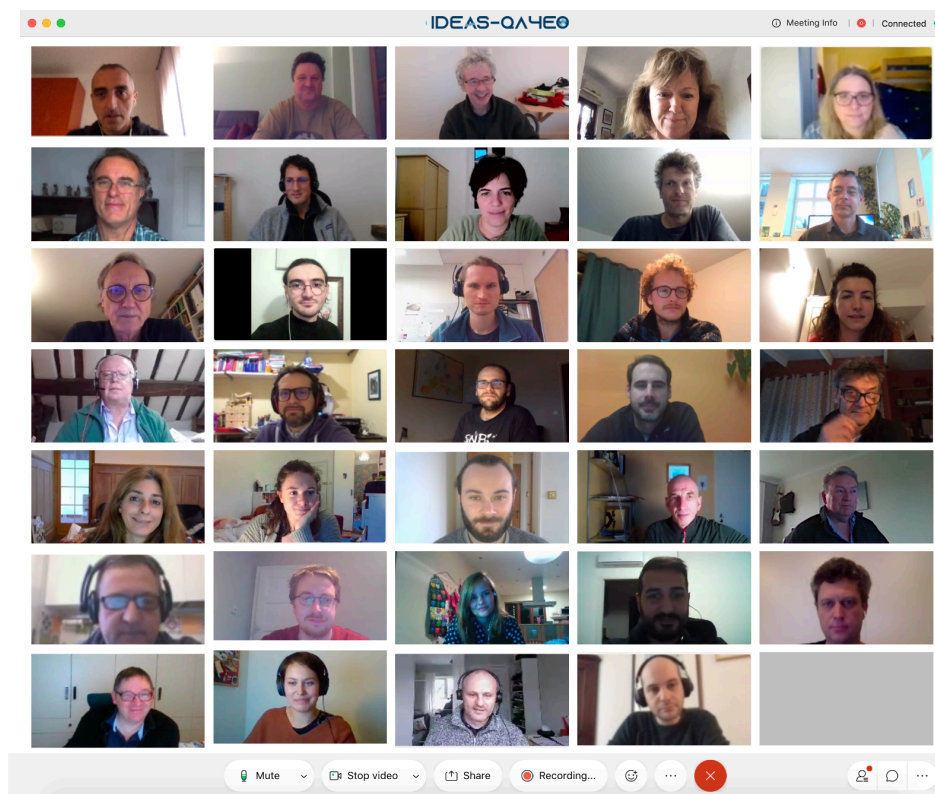 IDEAS-QA4EO
Meeting Info
Connected
Mute
Stop video
Share
Recording...